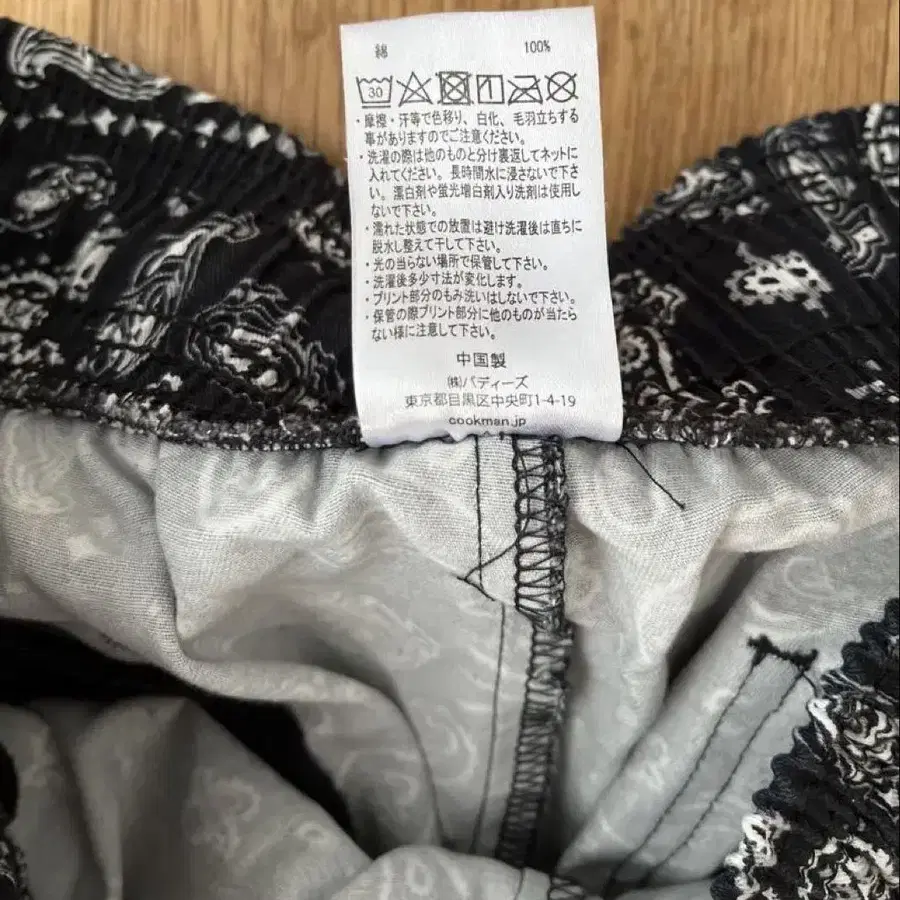 綿 100%
30
・摩擦・汗等で色移り、白化、毛羽立ちする
事がありますのでご注意ください。
・洗濯の際は他のものと分け裏返してネットに
入れてください。長時間水に浸さないで下さ
い。漂白剤や蛍光増白剤入り洗剤は使用し
ないで下さい。
・濡れた状態での放置は避け洗濯後は直ちに
脱水し整えて干して下さい。
・光の当らない場所で保管して下さい。
・洗濯後多少寸法が変化します。
・プリント部分のもみ洗いはしないで下さい。
・保管の際プリント部分に他のものが当たら
ない様に注意して下さい。
中国製
㈱バディーズ
東京都目黒区中央町1-4-19
cookman.jp